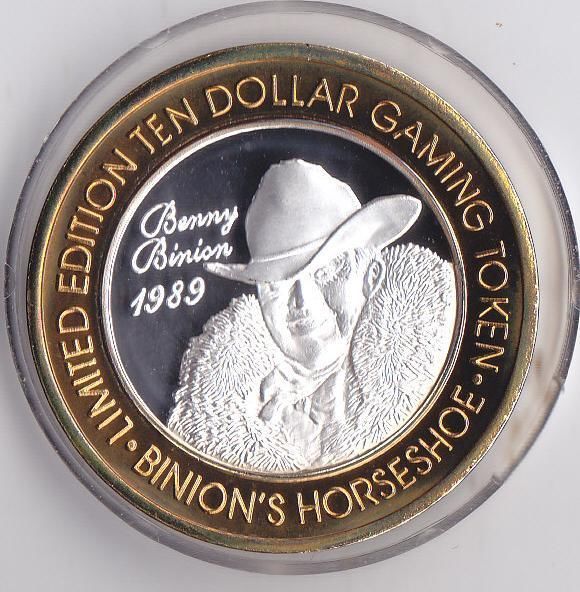 LIMITED EDITION TEN DOLLAR GAMING TOKEN
• BINION'S HORSESHOE •
Benny
Binion
1989